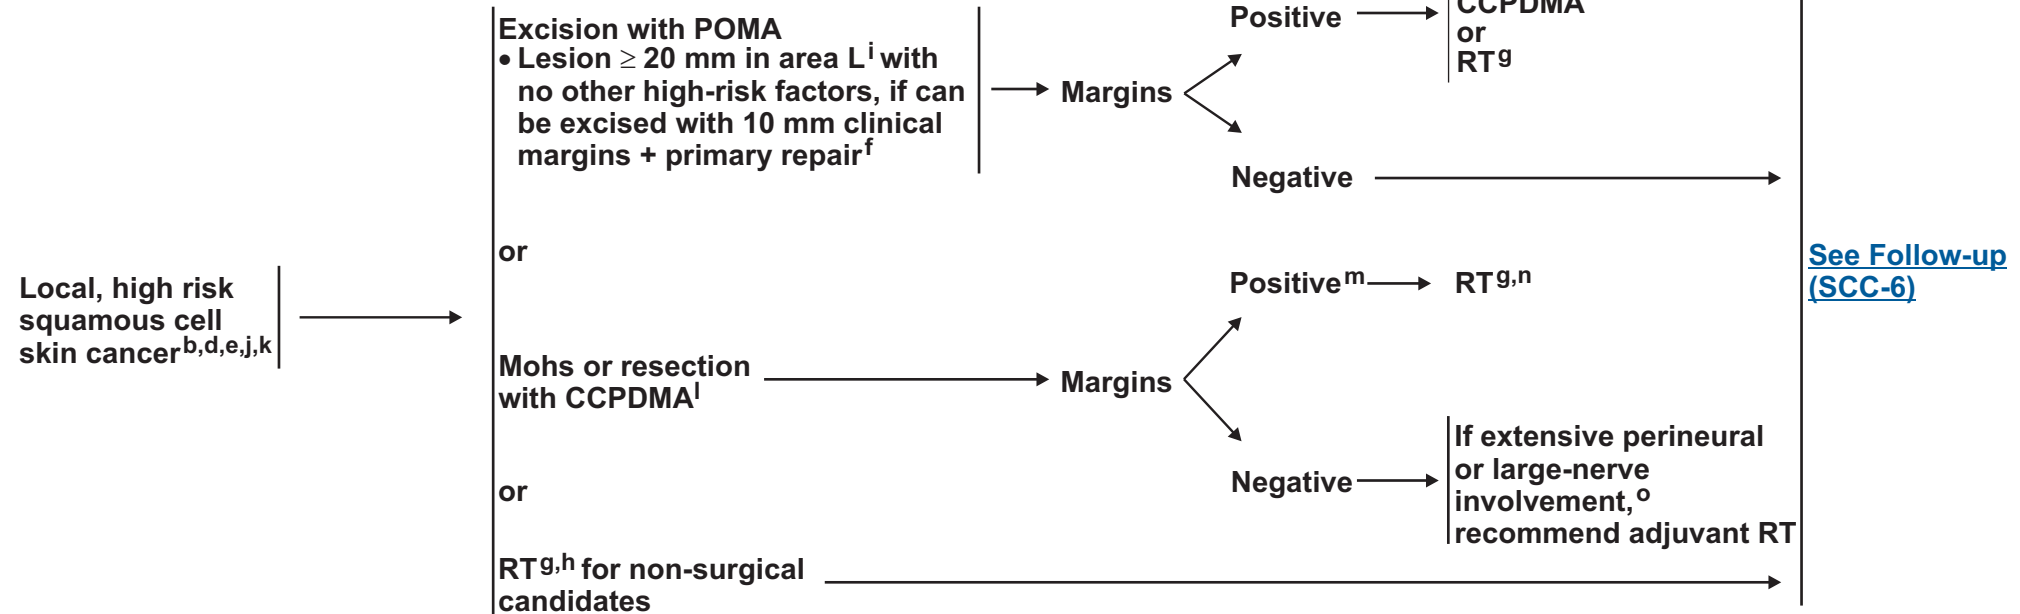 CCPDMA
or
RTg
Positive
Excision with POMA
• Lesion ≥ 20 mm in area Li with
no other high-risk factors, if can
be excised with 10 mm clinical
margins + primary repairf
Margins
Negative
or
Local, high risk
squamous cell
skin cancerb,d,e,j,k
Positivem
RTg,n
Mohs or resection
with CCPDMAl
Margins
Negative
If extensive perineural
or large-nerve
involvement,o
recommend adjuvant RT
or
RTg,h for non-surgical
candidates
See Follow-up
(SCC-6)